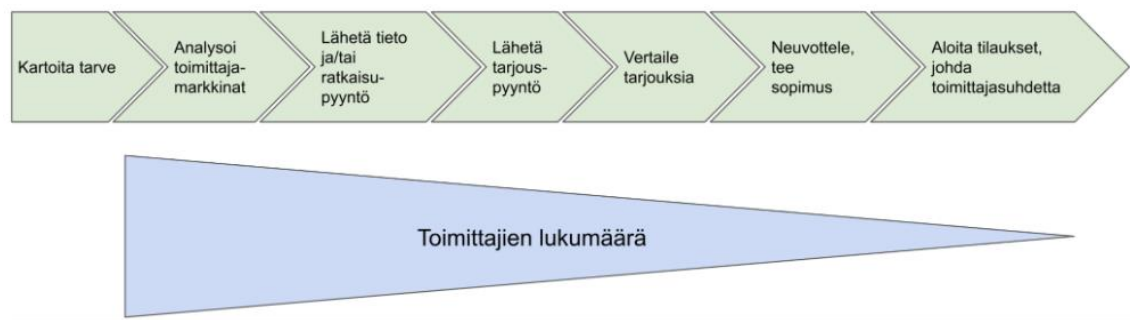 Kartoita tarve
Analysoi
toimittaja-
markkinat
Lähetä tieto
ja/tai
ratkaisu-
pyyntö
Lähetä
tarjous-
pyyntö
Vertaile
tarjouksia
Neuvottele,
tee
sopimus
Aloita tilaukset,
johda
toimittajasuhdetta
Toimittajien lukumäärä